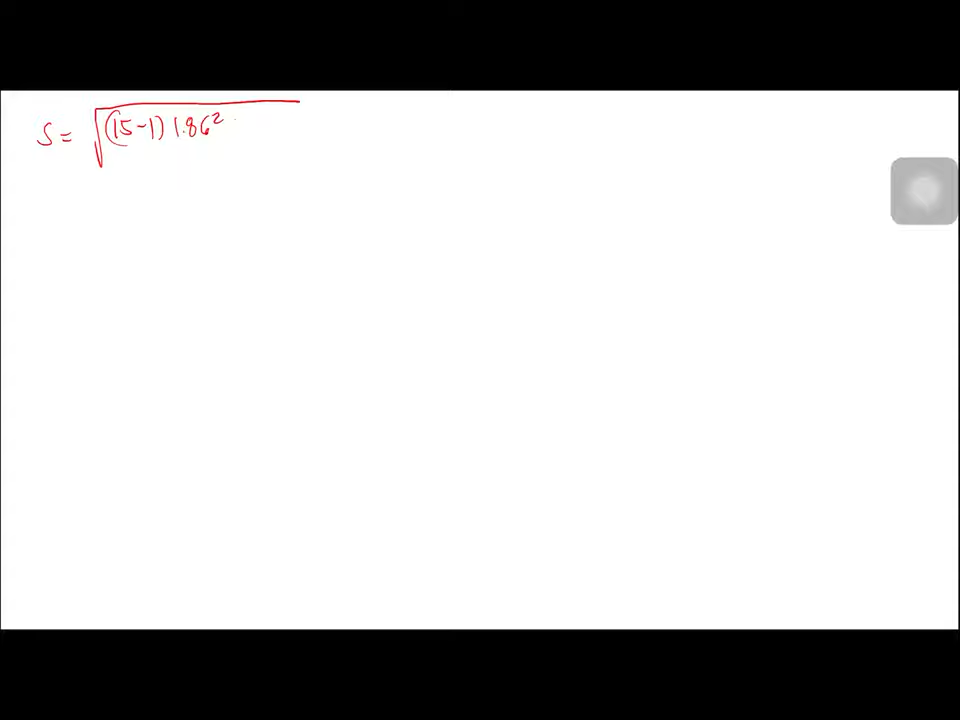 S = √(15-1) 1.86²